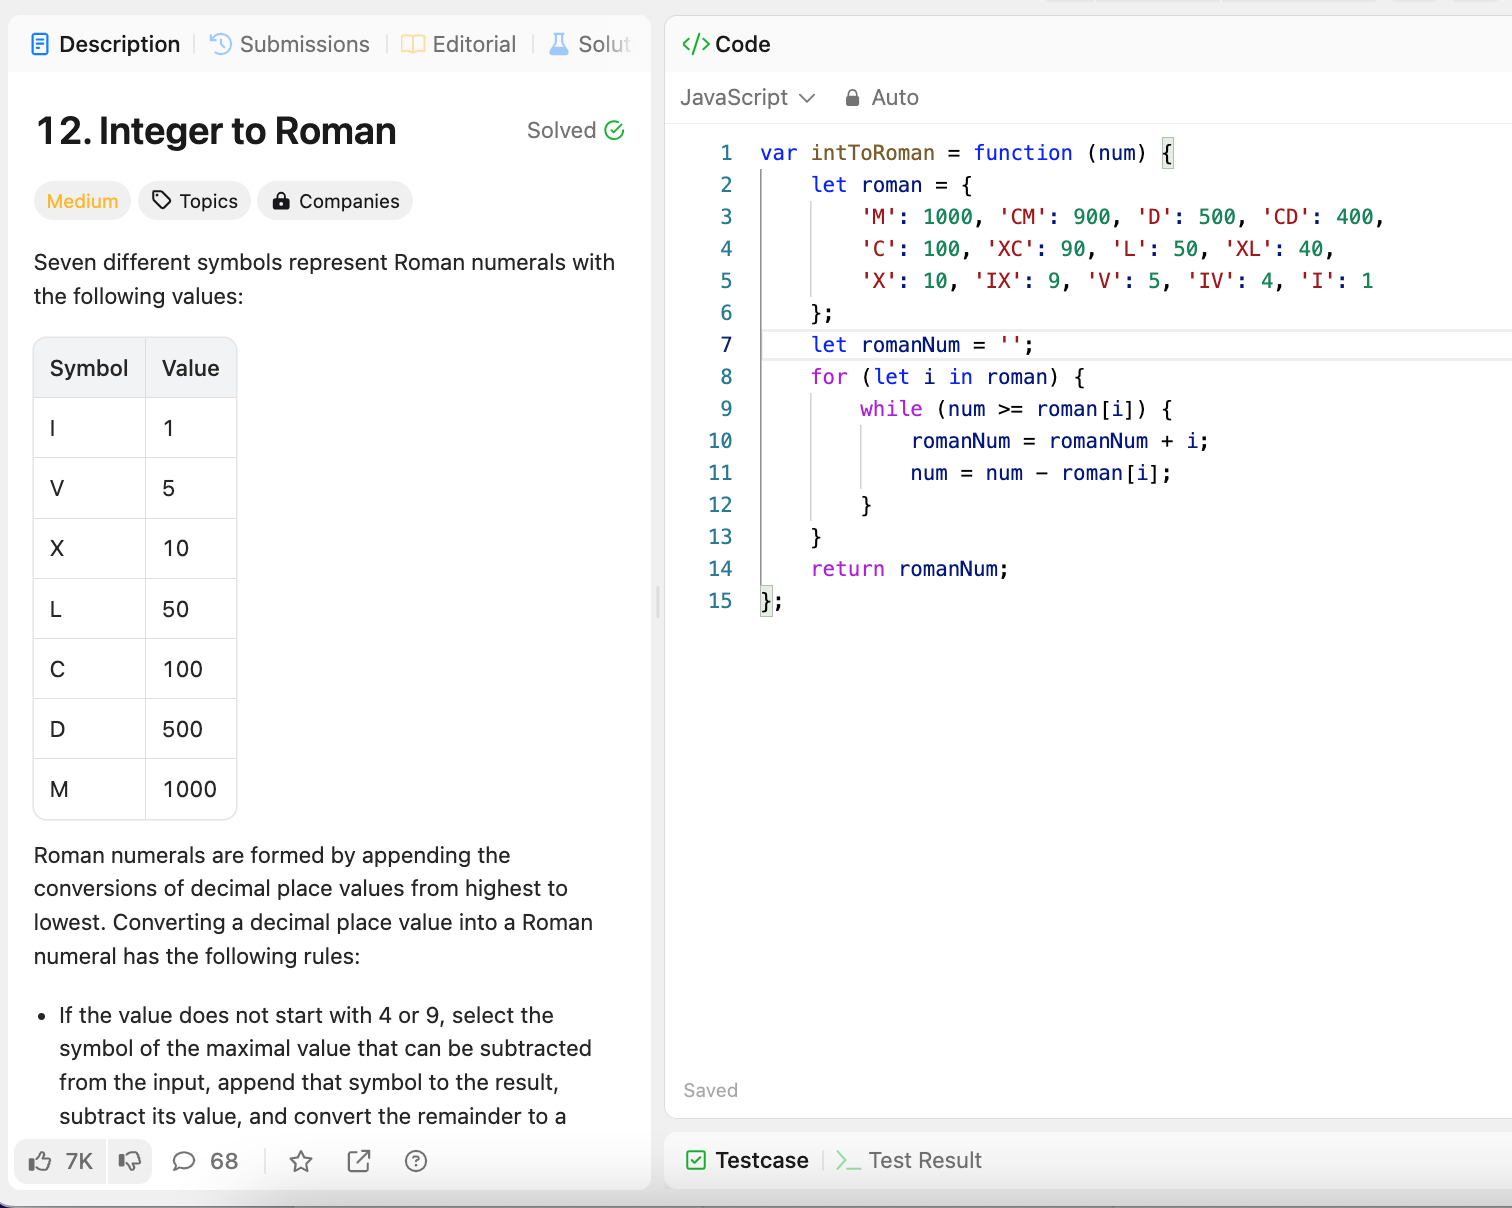 Description
Submissions
Editorial
Solut
12. Integer to Roman
Solved
Medium
Topics
Companies
Seven different symbols represent Roman numerals with
the following values:
Symbol Value
I 1
V 5
X 10
L 50
C 100
D 500
M 1000
Roman numerals are formed by appending the
conversions of decimal place values from highest to
lowest. Converting a decimal place value into a Roman
numeral has the following rules:
• If the value does not start with 4 or 9, select the
symbol of the maximal value that can be subtracted
from the input, append that symbol to the result,
subtract its value, and convert the remainder to a
7K
68
</> Code
JavaScript
Auto
1 var intToRoman = function (num) {
2     let roman = {
3         'M': 1000, 'CM': 900, 'D': 500, 'CD': 400,
4         'C': 100, 'XC': 90, 'L': 50, 'XL': 40,
5         'X': 10, 'IX': 9, 'V': 5, 'IV': 4, 'I': 1
6     };
7     let romanNum = '';
8     for (let i in roman) {
9         while (num >= roman[i]) {
10             romanNum = romanNum + i;
11             num = num - roman[i];
12         }
13     }
14     return romanNum;
15 };
Saved
Testcase
Test Result